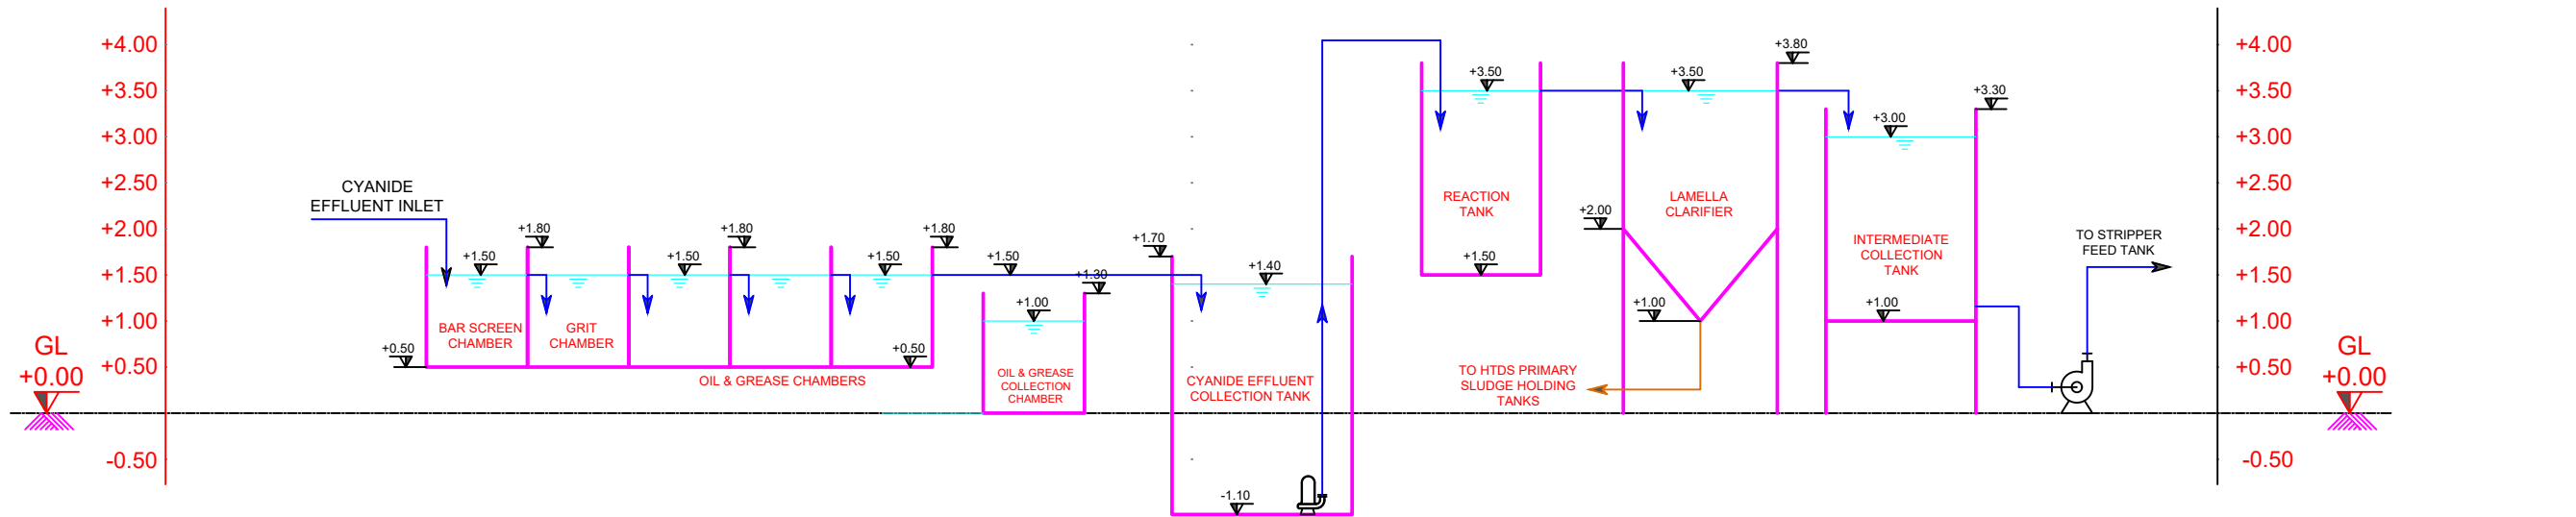 +4.00
+3.50
+3.00
+2.50
+2.00
+1.50
+1.00
+0.50
-0.50
GL
+0.00
CYANIDE
EFFLUENT INLET
+1.80
+1.80
+1.80
+1.50
+1.50
+1.50
+1.50
+0.50
+0.50
BAR SCREEN
CHAMBER
GRIT
CHAMBER
OIL & GREASE CHAMBERS
+1.30
+1.00
OIL & GREASE
COLLECTION
CHAMBER
+1.70
+1.40
CYANIDE EFFLUENT
COLLECTION TANK
-1.10
+3.50
REACTION
TANK
+1.50
+3.80
+3.50
LAMELLA
CLARIFIER
+2.00
+1.00
TO HTDS PRIMARY
SLUDGE HOLDING
TANKS
+3.30
+3.00
INTERMEDIATE
COLLECTION
TANK
+1.00
TO STRIPPER
FEED TANK
+4.00
+3.50
+3.00
+2.50
+2.00
+1.50
+1.00
+0.50
-0.50
GL
+0.00